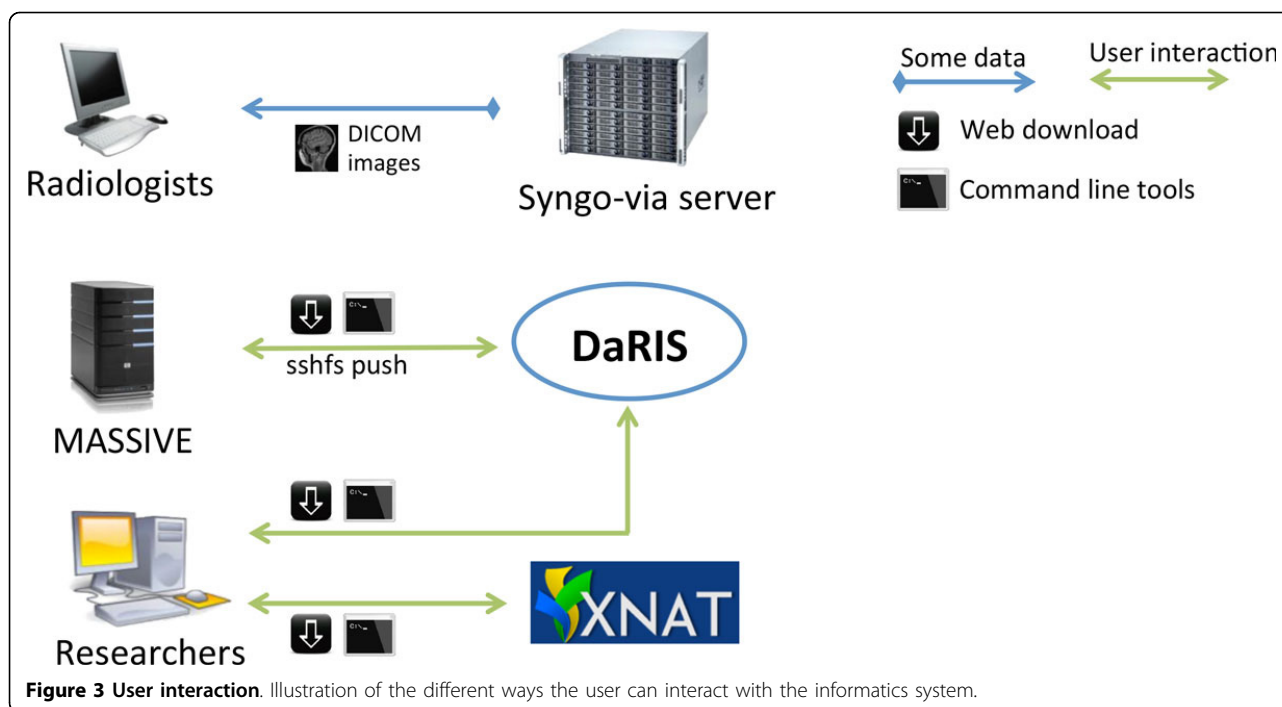 Some data
User interaction
DICOM
images
Web download
Radiologists
Syngo-via server
C:\._
Command line tools
C:\._
sshfs push
DaRIS
MASSIVE
C:\._
XNAT
C:\._
Researchers
Figure 3 User interaction. Illustration of the different ways the user can interact with the informatics system.